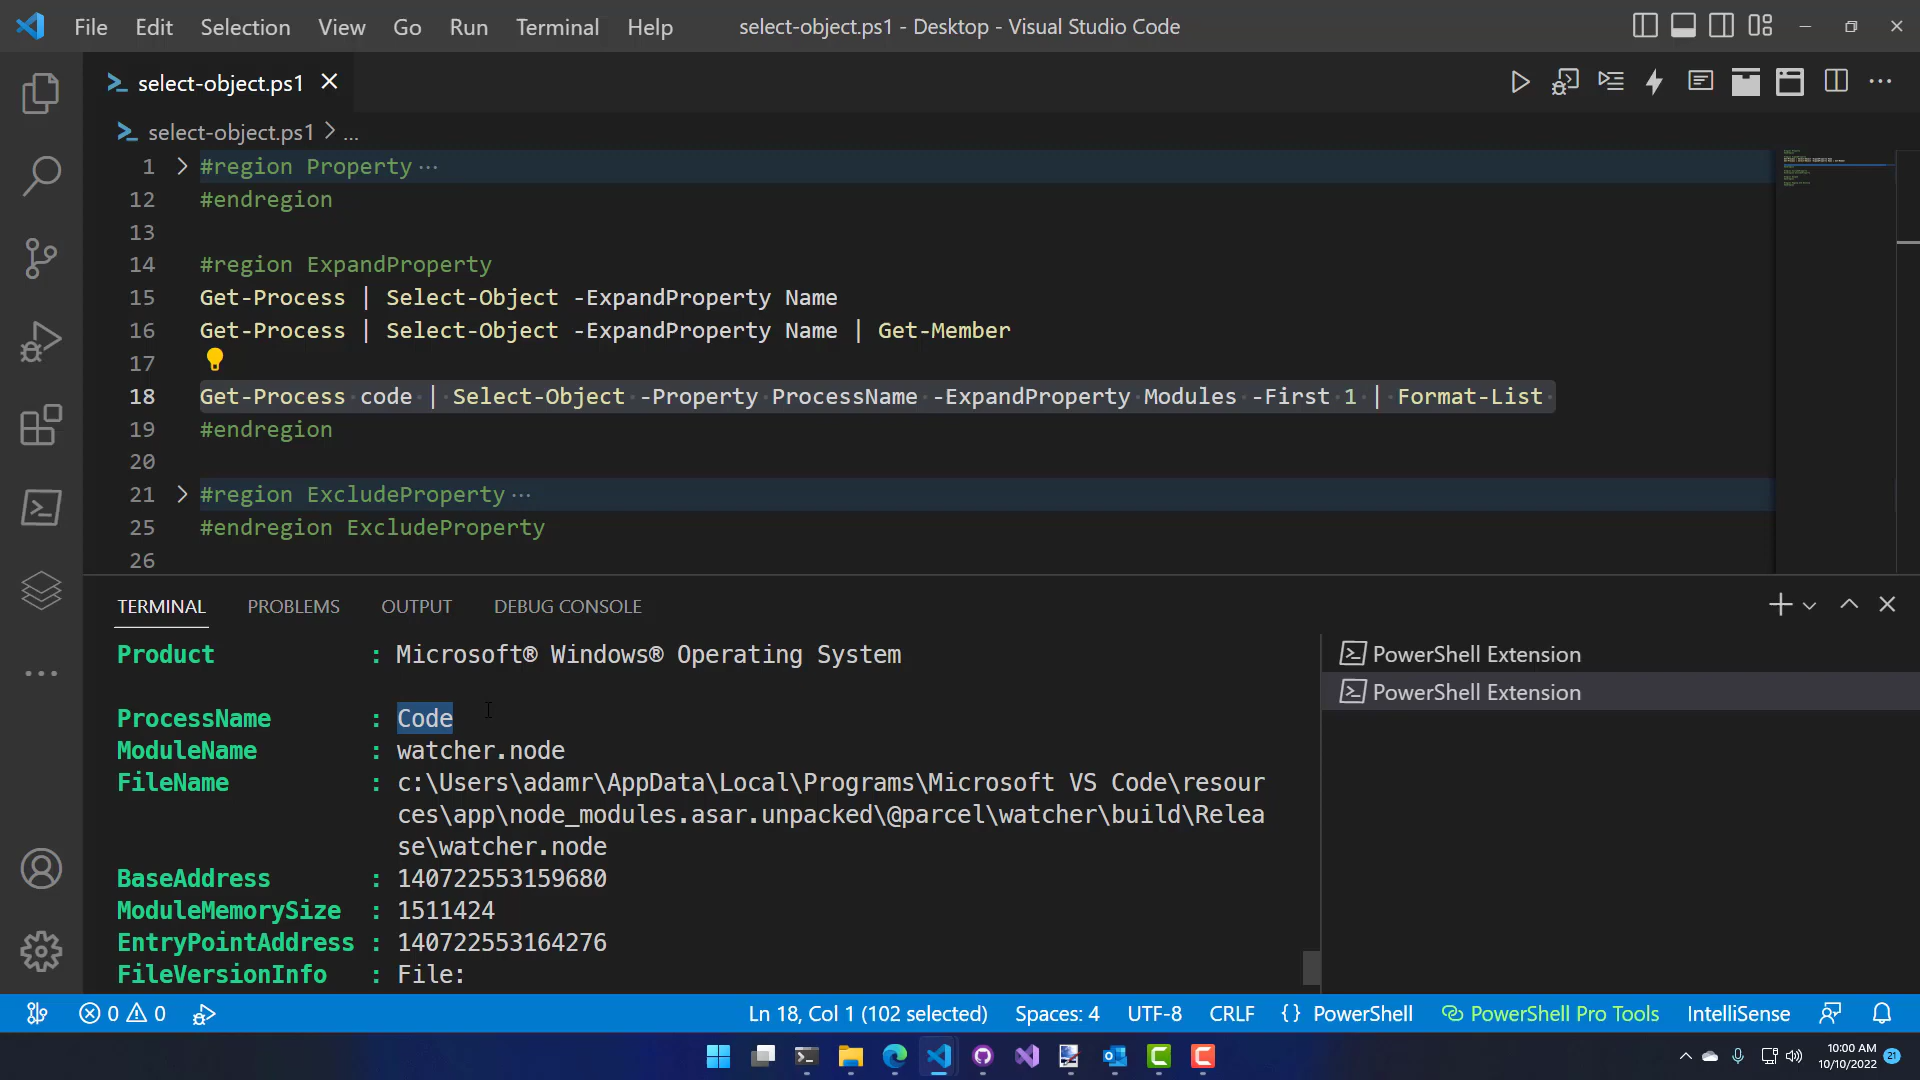 File Edit Selection View Go Run Terminal Help select-object.ps1 - Desktop - Visual Studio Code
select-object.ps1
select-object.ps1 > ...
1 #region Property ···
12 #endregion
13
14 #region ExpandProperty
15 Get-Process | Select-Object -ExpandProperty Name
16 Get-Process | Select-Object -ExpandProperty Name | Get-Member
17
18 Get-Process code | Select-Object -Property ProcessName -ExpandProperty Modules -First 1 | Format-List
19 #endregion
20
21 #region ExcludeProperty ···
25 #endregion ExcludeProperty
26
TERMINAL PROBLEMS OUTPUT DEBUG CONSOLE
Product : Microsoft® Windows® Operating System
ProcessName : Code
ModuleName : watcher.node
FileName : c:\Users\adamr\AppData\Local\Programs\Microsoft VS Code\resour
ces\app\node_modules.asar.unpacked\@parcel\watcher\build\Relea
se\watcher.node
BaseAddress : 140722553159680
ModuleMemorySize : 1511424
EntryPointAddress : 140722553164276
FileVersionInfo : File:
PowerShell Extension
PowerShell Extension
0 0 Ln 18, Col 1 (102 selected) Spaces: 4 UTF-8 CRLF {} PowerShell PowerShell Pro Tools IntelliSense
10:00 AM
10/10/2022
21